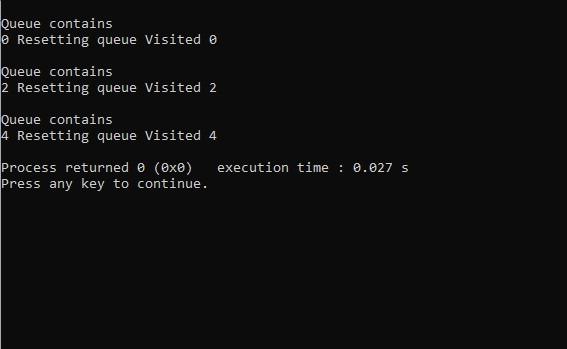 Queue contains
0 Resetting queue Visited 0
Queue contains
2 Resetting queue Visited 2
Queue contains
4 Resetting queue Visited 4
Process returned 0 (0x0)   execution time : 0.027 s
Press any key to continue.